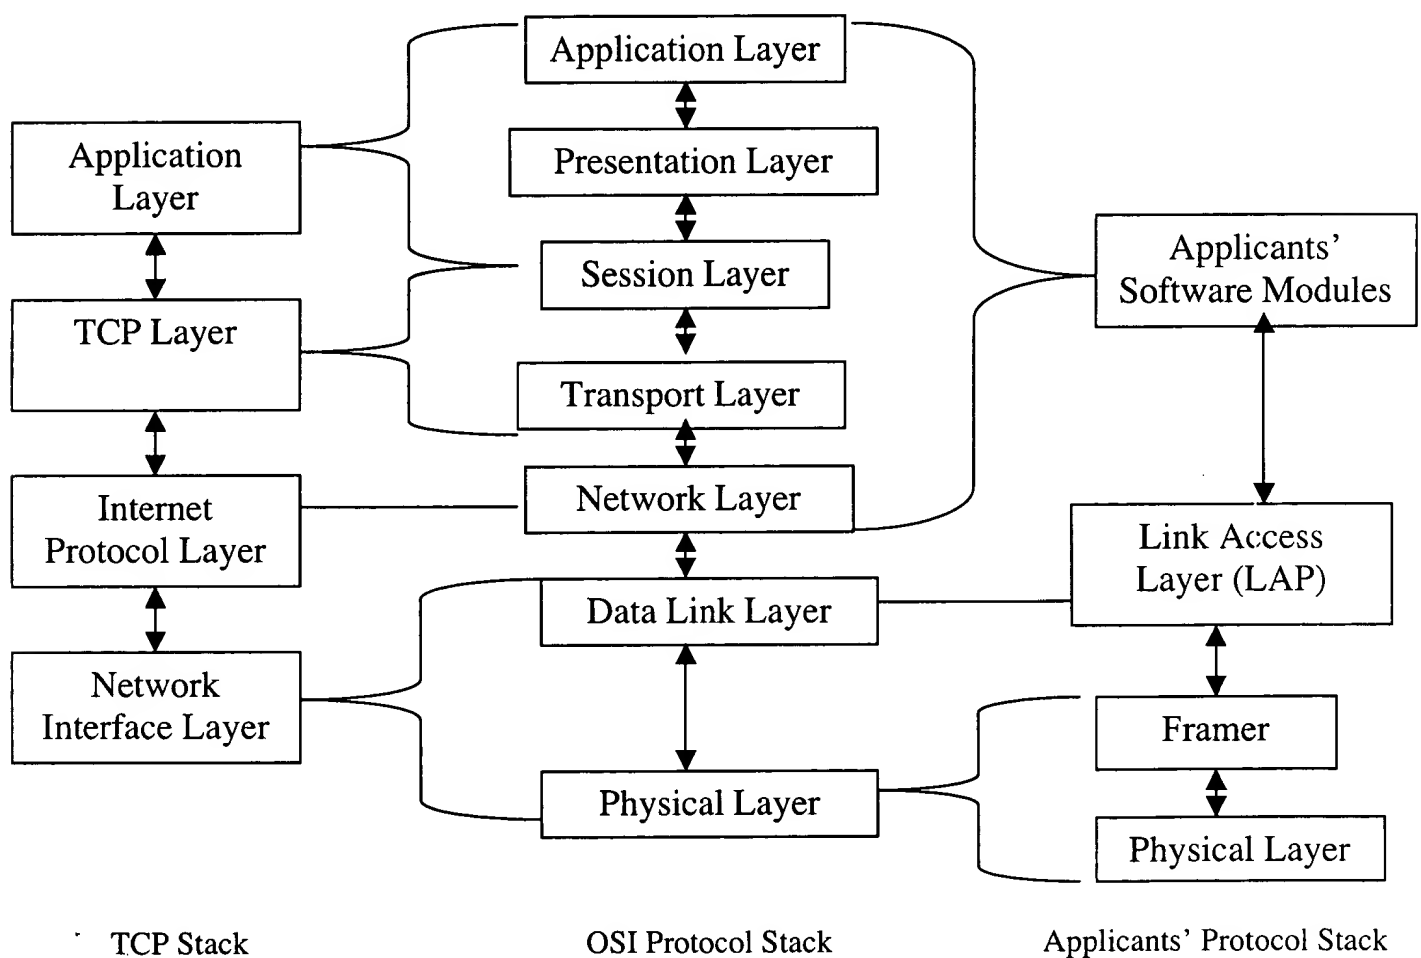 Application
Layer
TCP Layer
Internet
Protocol Layer
Network
Interface Layer
TCP Stack
Application Layer
Presentation Layer
Session Layer
Transport Layer
Network Layer
Data Link Layer
Physical Layer
OSI Protocol Stack
Applicants'
Software Modules
Link Access
Layer (LAP)
Framer
Physical Layer
Applicants' Protocol Stack